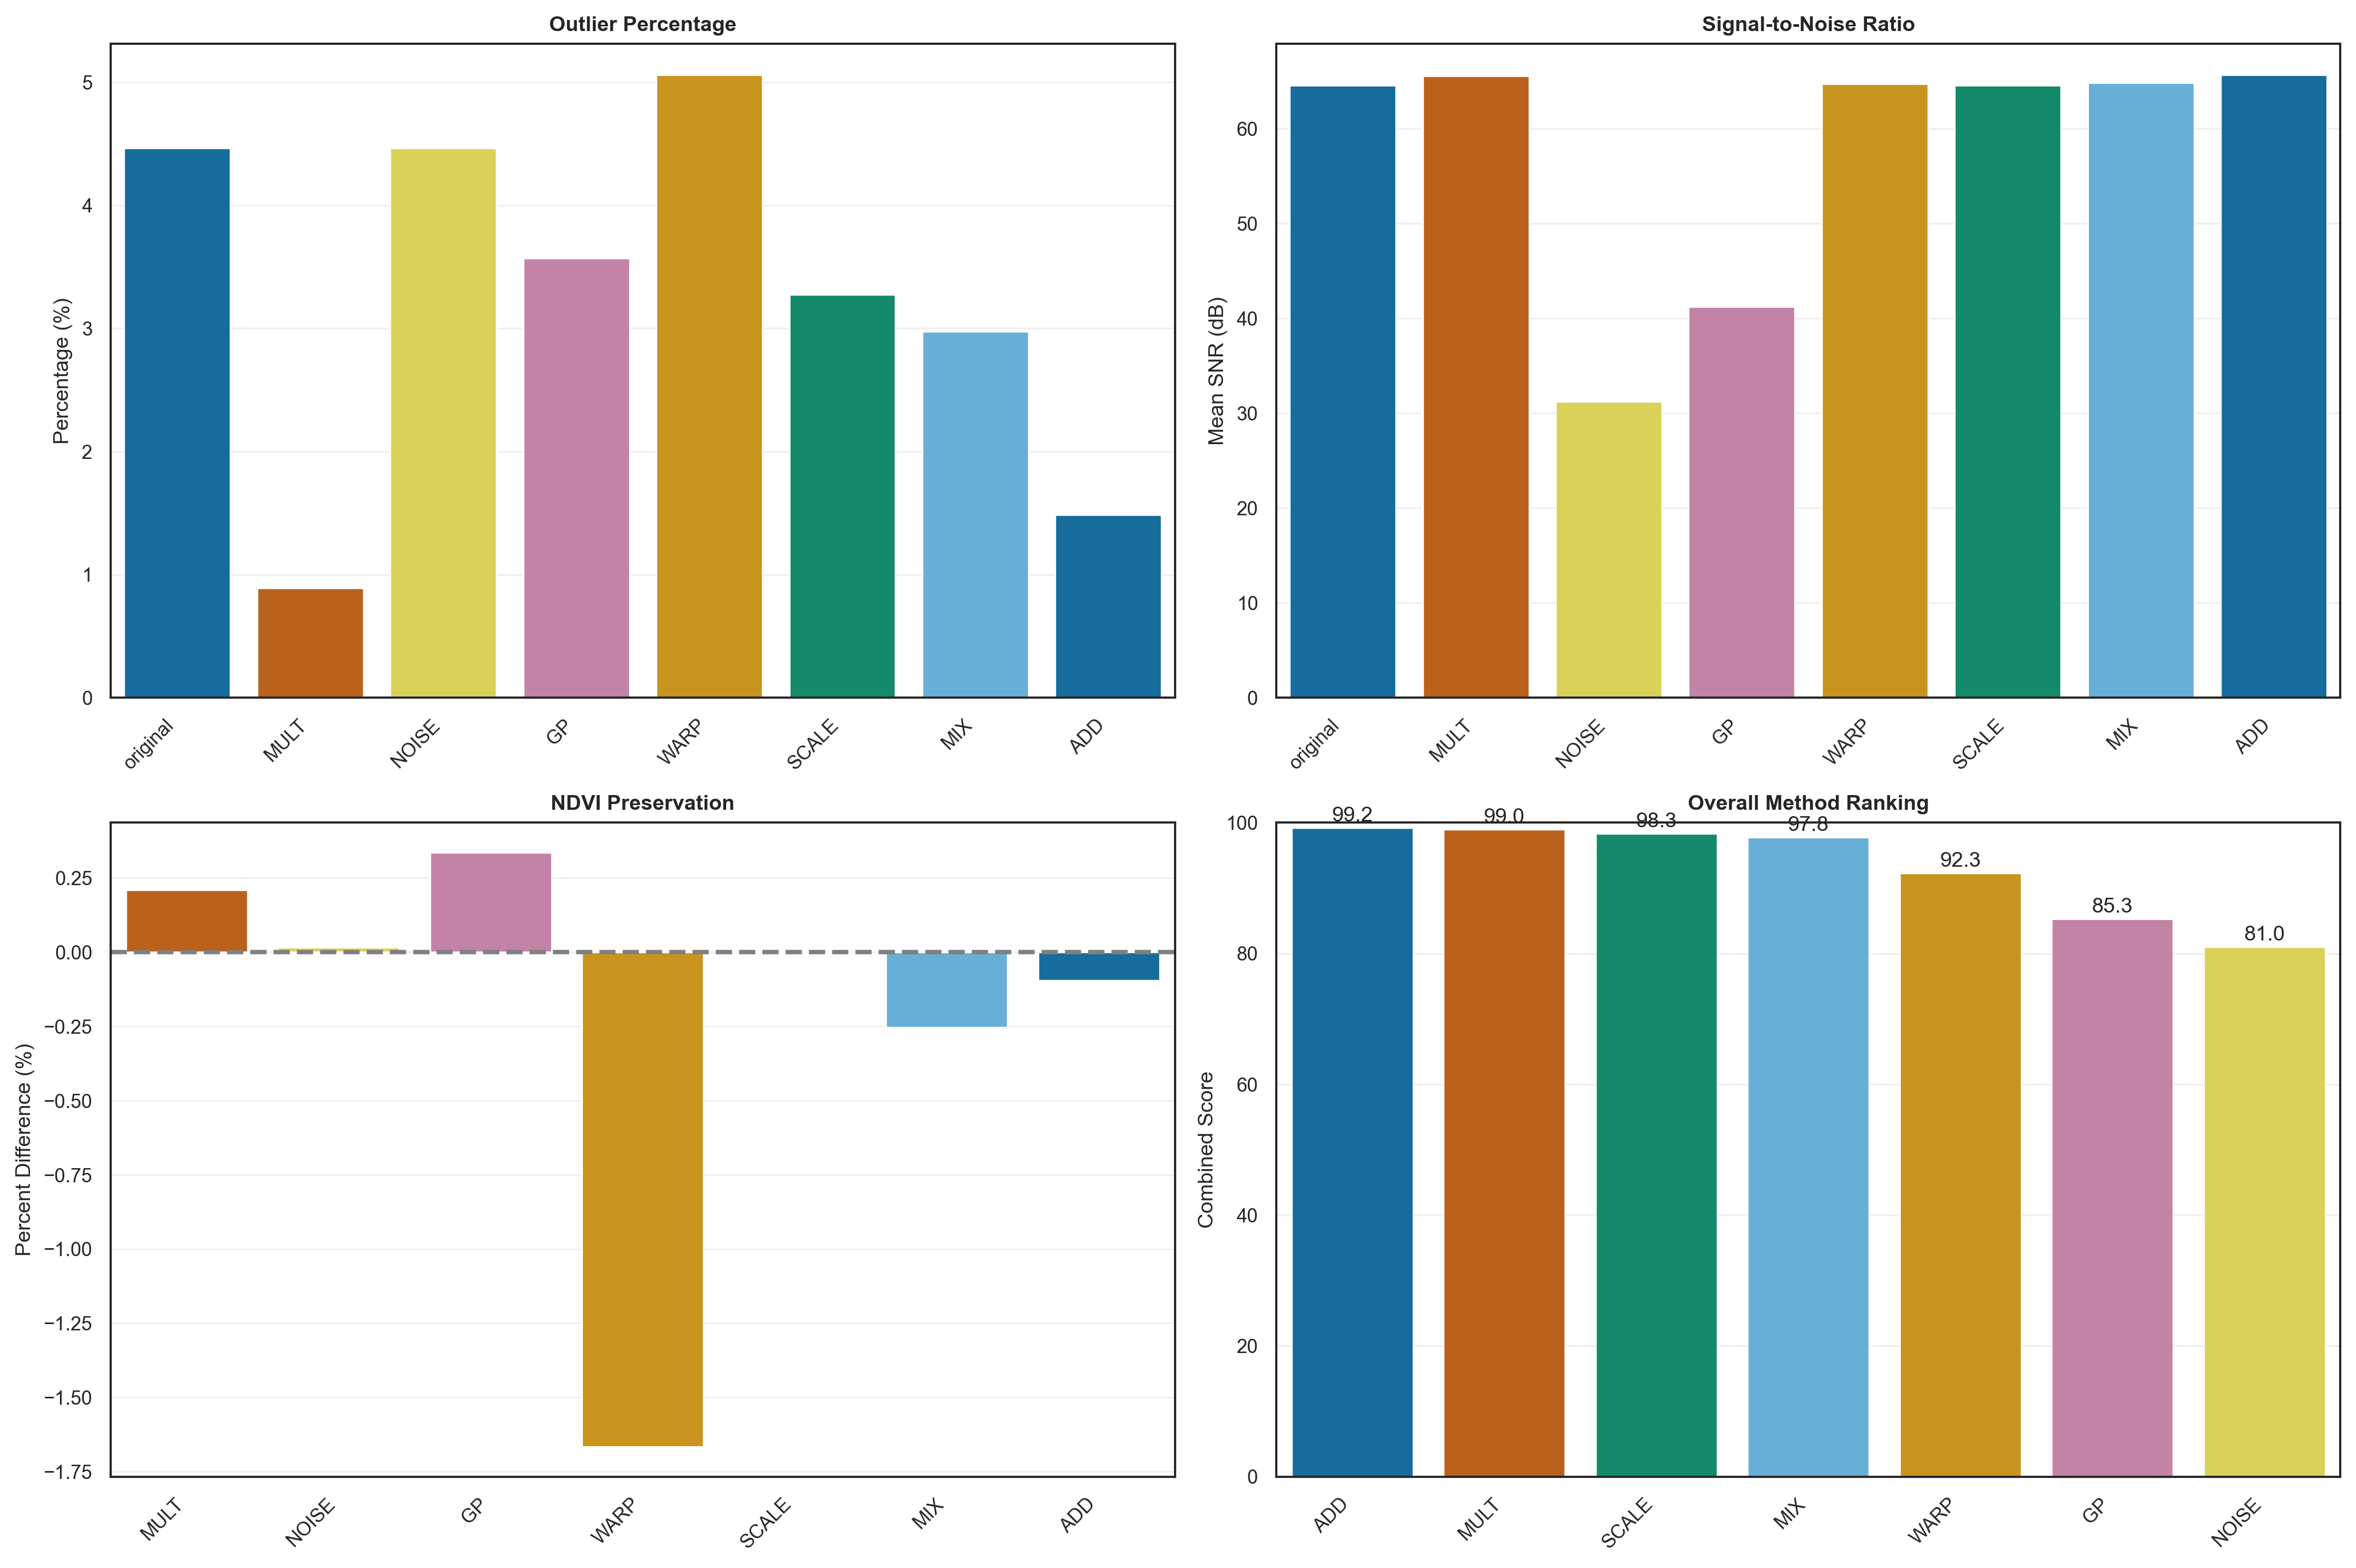 Outlier Percentage
Percentage (%)
5
4
3
2
1
0
original
MULT
NOISE
GP
WARP
SCALE
MIX
ADD
Signal-to-Noise Ratio
Mean SNR (dB)
60
50
40
30
20
10
0
original
MULT
NOISE
GP
WARP
SCALE
MIX
ADD
NDVI Preservation
Percent Difference (%)
0.25
0.00
−0.25
−0.50
−0.75
−1.00
−1.25
−1.50
−1.75
MULT
NOISE
GP
WARP
SCALE
MIX
ADD
Overall Method Ranking
Combined Score
100
80
60
40
20
0
99.2
99.0
98.3
97.8
92.3
85.3
81.0
ADD
MULT
SCALE
MIX
WARP
GP
NOISE